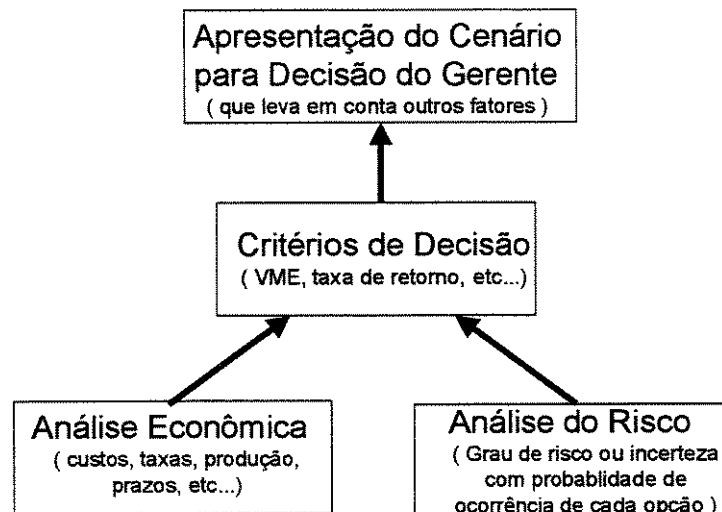 Apresentação do Cenário
para Decisão do Gerente
( que leva em conta outros fatores )
Critérios de Decisão
( VME, taxa de retorno, etc...)
Análise Econômica
( custos, taxas, produção,
prazos, etc...)
Análise do Risco
( Grau de risco ou incerteza
com probablidade de
ocorrência de cada opção )